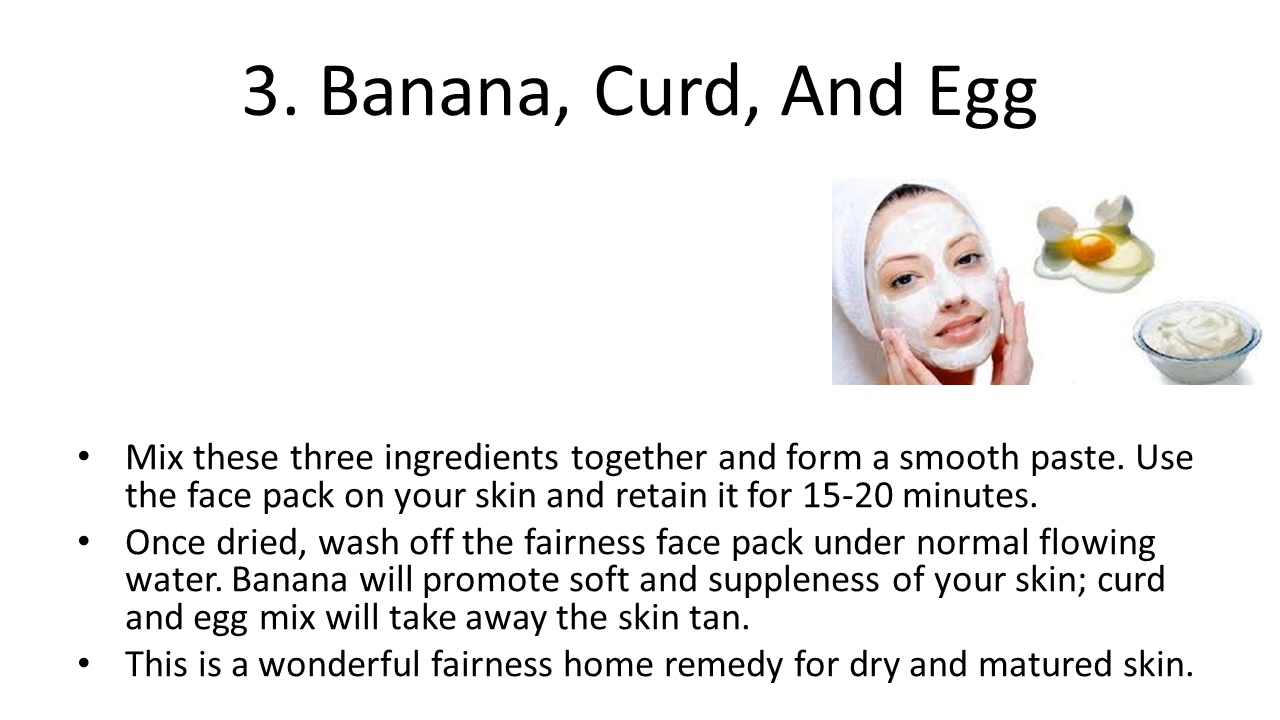 3. Banana, Curd, And Egg
• Mix these three ingredients together and form a smooth paste. Use
the face pack on your skin and retain it for 15-20 minutes.
• Once dried, wash off the fairness face pack under normal flowing
water. Banana will promote soft and suppleness of your skin; curd
and egg mix will take away the skin tan.
• This is a wonderful fairness home remedy for dry and matured skin.